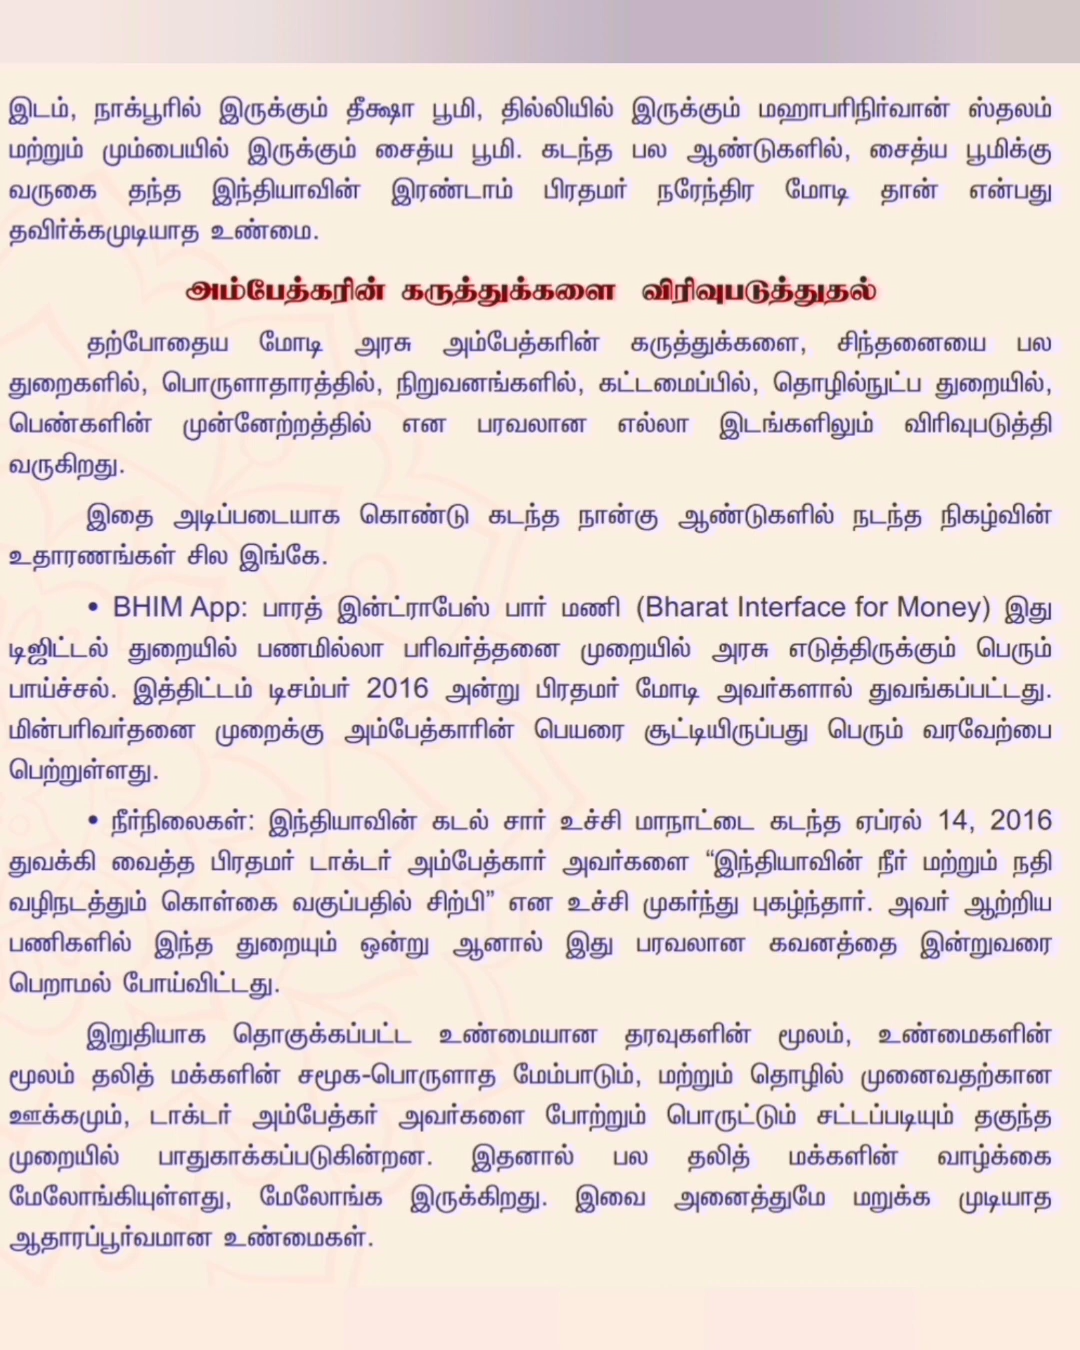 இடம், நாக்பூரில் இருக்கும் தீக்ஷா பூமி, தில்லியில் இருக்கும் மஹாபரிநிர்வான் ஸ்தலம்
மற்றும் மும்பையில் இருக்கும் சைத்ய பூமி. கடந்த பல ஆண்டுகளில், சைத்ய பூமிக்கு
வருகை தந்த இந்தியாவின் இரண்டாம் பிரதமர் நரேந்திர மோடி தான் என்பது
தவிர்க்கமுடியாத உண்மை.
அம்பேத்கரின் கருத்துக்களை விரிவுபடுத்துதல்
தற்போதைய மோடி அரசு அம்பேத்கரின் கருத்துக்களை, சிந்தனையை பல
துறைகளில், பொருளாதாரத்தில், நிறுவனங்களில், கட்டமைப்பில், தொழில்நுட்ப துறையில்,
பெண்களின் முன்னேற்றத்தில் என பரவலான எல்லா இடங்களிலும் விரிவுபடுத்தி
வருகிறது.
இதை அடிப்படையாக கொண்டு கடந்த நான்கு ஆண்டுகளில் நடந்த நிகழ்வின்
உதாரணங்கள் சில இங்கே.
• BHIM App: பாரத் இன்ட்ராபேஸ் பார் மணி (Bharat Interface for Money) இது
டிஜிட்டல் துறையில் பணமில்லா பரிவர்த்தனை முறையில் அரசு எடுத்திருக்கும் பெரும்
பாய்ச்சல். இத்திட்டம் டிசம்பர் 2016 அன்று பிரதமர் மோடி அவர்களால் துவங்கப்பட்டது.
மின்பரிவர்தனை முறைக்கு அம்பேத்காரின் பெயரை சூட்டியிருப்பது பெரும் வரவேற்பை
பெற்றுள்ளது.
• நீர்நிலைகள்: இந்தியாவின் கடல் சார் உச்சி மாநாட்டை கடந்த ஏப்ரல் 14, 2016
துவக்கி வைத்த பிரதமர் டாக்டர் அம்பேத்கார் அவர்களை “இந்தியாவின் நீர் மற்றும் நதி
வழிநடத்தும் கொள்கை வகுப்பதில் சிற்பி” என உச்சி முகர்ந்து புகழ்ந்தார். அவர் ஆற்றிய
பணிகளில் இந்த துறையும் ஒன்று ஆனால் இது பரவலான கவனத்தை இன்றுவரை
பெறாமல் போய்விட்டது.
இறுதியாக தொகுக்கப்பட்ட உண்மையான தரவுகளின் மூலம், உண்மைகளின்
மூலம் தலித் மக்களின் சமூக-பொருளாத மேம்பாடும், மற்றும் தொழில் முனைவதற்கான
ஊக்கமும், டாக்டர் அம்பேத்கர் அவர்களை போற்றும் பொருட்டும் சட்டப்படியும் தகுந்த
முறையில் பாதுகாக்கப்படுகின்றன. இதனால் பல தலித் மக்களின் வாழ்க்கை
மேலோங்கியுள்ளது, மேலோங்க இருக்கிறது. இவை அனைத்துமே மறுக்க முடியாத
ஆதாரப்பூர்வமான உண்மைகள்.